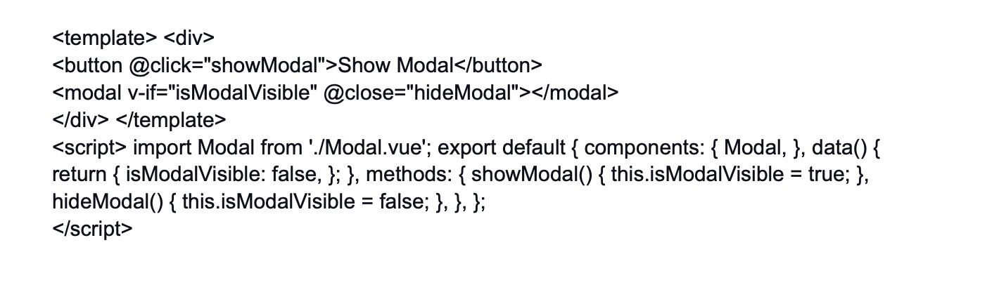 <template> <div>
<button @click="showModal">Show Modal</button>
<modal v-if="isModalVisible" @close="hideModal"></modal>
</div> </template>
<script> import Modal from './Modal.vue'; export default { components: { Modal, }, data() {
return { isModalVisible: false, }; }, methods: { showModal() { this.isModalVisible = true; },
hideModal() { this.isModalVisible = false; }, }, };
</script>